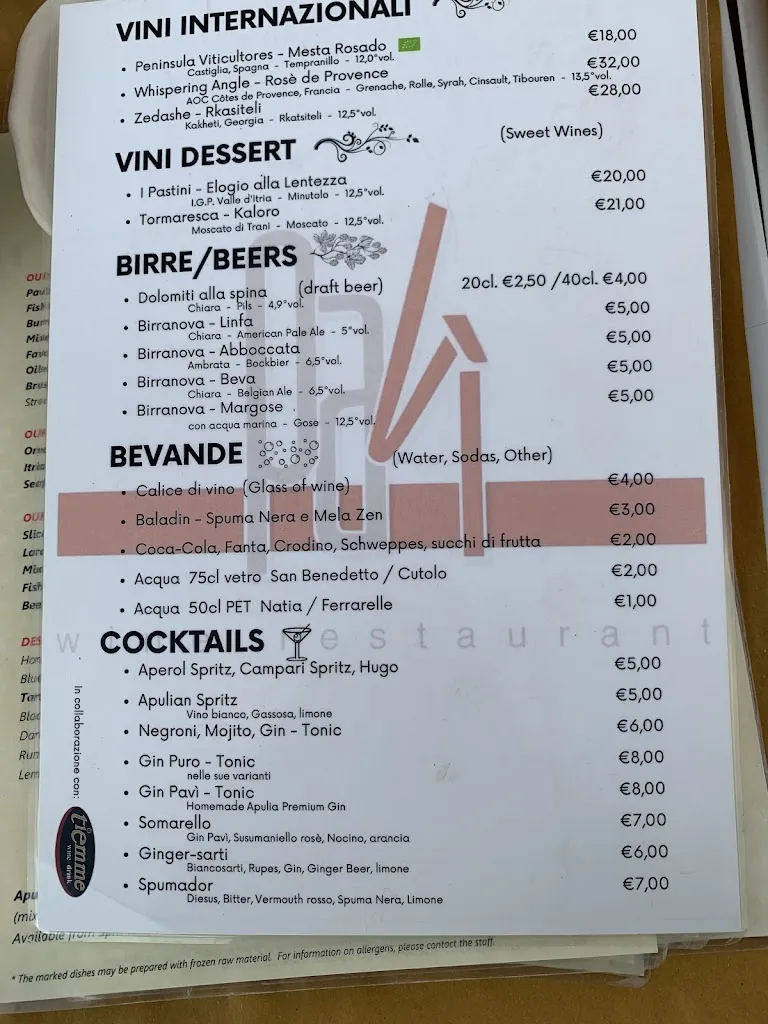 VINI INTERNAZIONALI
• Peninsula Viticultores - Mesta Rosado €18,00
Castiglia, Spagna - Tempranillo - 12,0°vol.
• Whispering Angle - Rosè de Provence €32,00
AOC Côtes de Provence, Francia - Grenache, Rolle, Syrah, Cinsault, Tibouren - 13,5°vol.
• Zedashe - Rkasiteli €28,00
Kakheti, Georgia - Rkatsiteli - 12,5°vol.
VINI DESSERT (Sweet Wines)
• I Pastini - Elogio alla Lentezza €20,00
I.G.P. Valle d'Itria - Minutolo - 12,5°vol.
• Tormaresca - Kaloro €21,00
Moscato di Trani - Moscato - 12,5°vol.
BIRRE/BEERS
• Dolomiti alla spina (draft beer) 20cl. €2,50 /40cl. €4,00
Chiara - Pils - 4,9°vol.
• Birranova - Linfa €5,00
Chiara - American Pale Ale - 5°vol.
• Birranova - Abboccata €5,00
Ambrata - Bockbier - 6,5°vol.
• Birranova - Beva €5,00
Chiara - Belgian Ale - 6,5°vol.
• Birranova - Margose €5,00
con acqua marina - Gose - 12,5°vol.
BEVANDE (Water, Sodas, Other)
• Calice di vino (Glass of wine) €4,00
• Baladin - Spuma Nera e Mela Zen €3,00
• Coca-Cola, Fanta, Crodino, Schweppes, succhi di frutta €2,00
• Acqua 75cl vetro San Benedetto / Cutolo €2,00
• Acqua 50cl PET Natia / Ferrarelle €1,00
restaurant
COCKTAILS
• Aperol Spritz, Campari Spritz, Hugo €5,00
• Apulian Spritz €5,00
Vino bianco, Gassosa, limone
• Negroni, Mojito, Gin - Tonic €6,00
• Gin Puro - Tonic €8,00
nelle sue varianti
• Gin Pavì - Tonic €8,00
Homemade Apulia Premium Gin
• Somarello €7,00
Gin Pavì, Susumaniello rosè, Nocino, arancia
• Ginger-sarti €6,00
Biancosarti, Rupes, Gin, Ginger Beer, limone
• Spumador €7,00
Diesus, Bitter, Vermouth rosso, Spuma Nera, Limone
In collaborazione con:
tiemme
wine drink
Pavì
* The marked dishes may be prepared with frozen raw material. For information on allergens, please contact the staff.